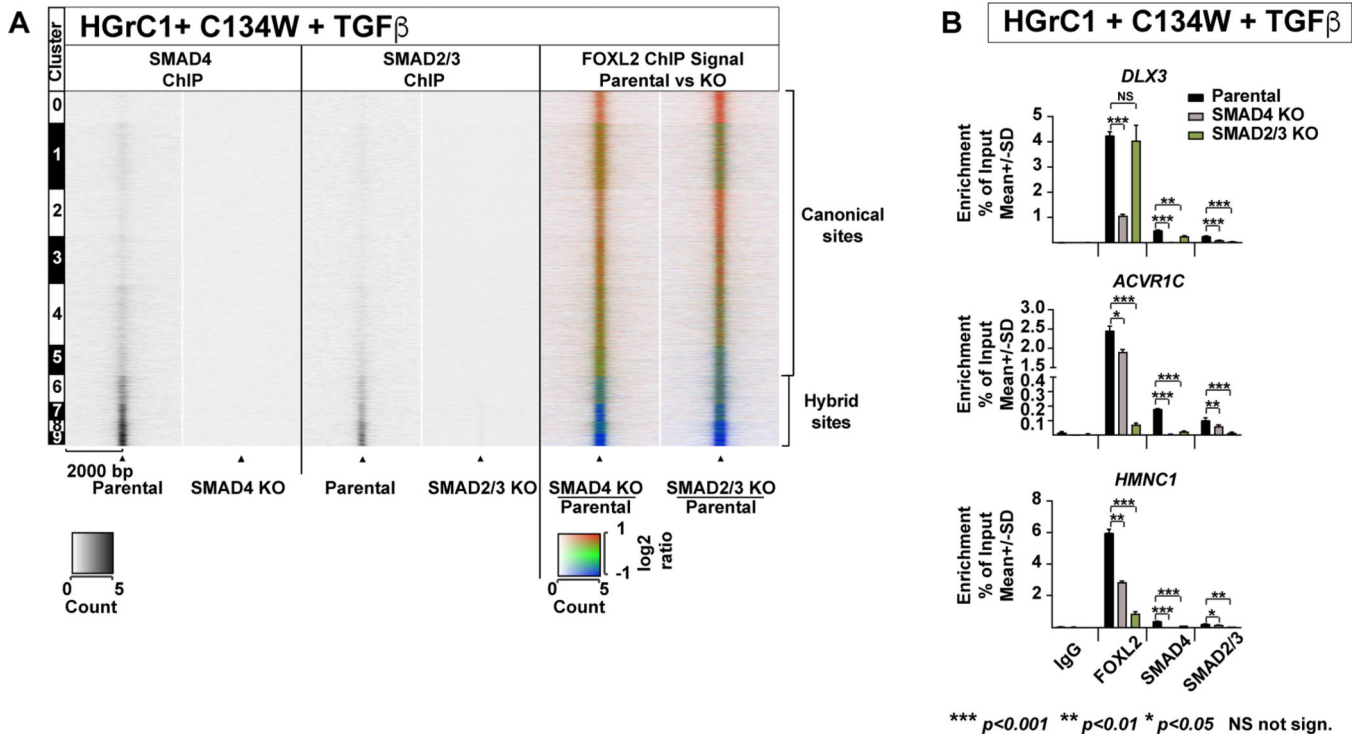 A
HGrC1+ C134W + TGFβ
Cluster
SMAD4
ChIP
SMAD2/3
ChIP
FOXL2 ChIP Signal
Parental vs KO
0
1
2
3
4
5
6
7
8
9
Canonical
sites
Hybrid
sites
2000 bp
Parental
SMAD4 KO
Parental
SMAD2/3 KO
SMAD4 KO
Parental
SMAD2/3 KO
Parental
0 5
Count
1
-1
log2
ratio
0 5
Count
B
HGrC1 + C134W + TGFβ
DLX3
Parental
SMAD4 KO
SMAD2/3 KO
Enrichment
% of Input
Mean+/-SD
5
4
3
2
1
NS
***
**
***
***
***
ACVR1C
Enrichment
% of Input
Mean+/-SD
3.0
2.5
2.0
1.5
0.4
0.3
0.2
0.1
***
*
***
***
***
**
HMNC1
Enrichment
% of Input
Mean+/-SD
8
6
4
2
***
**
***
***
**
*
IgG
FOXL2
SMAD4
SMAD2/3
*** p<0.001 ** p<0.01 * p<0.05 NS not sign.